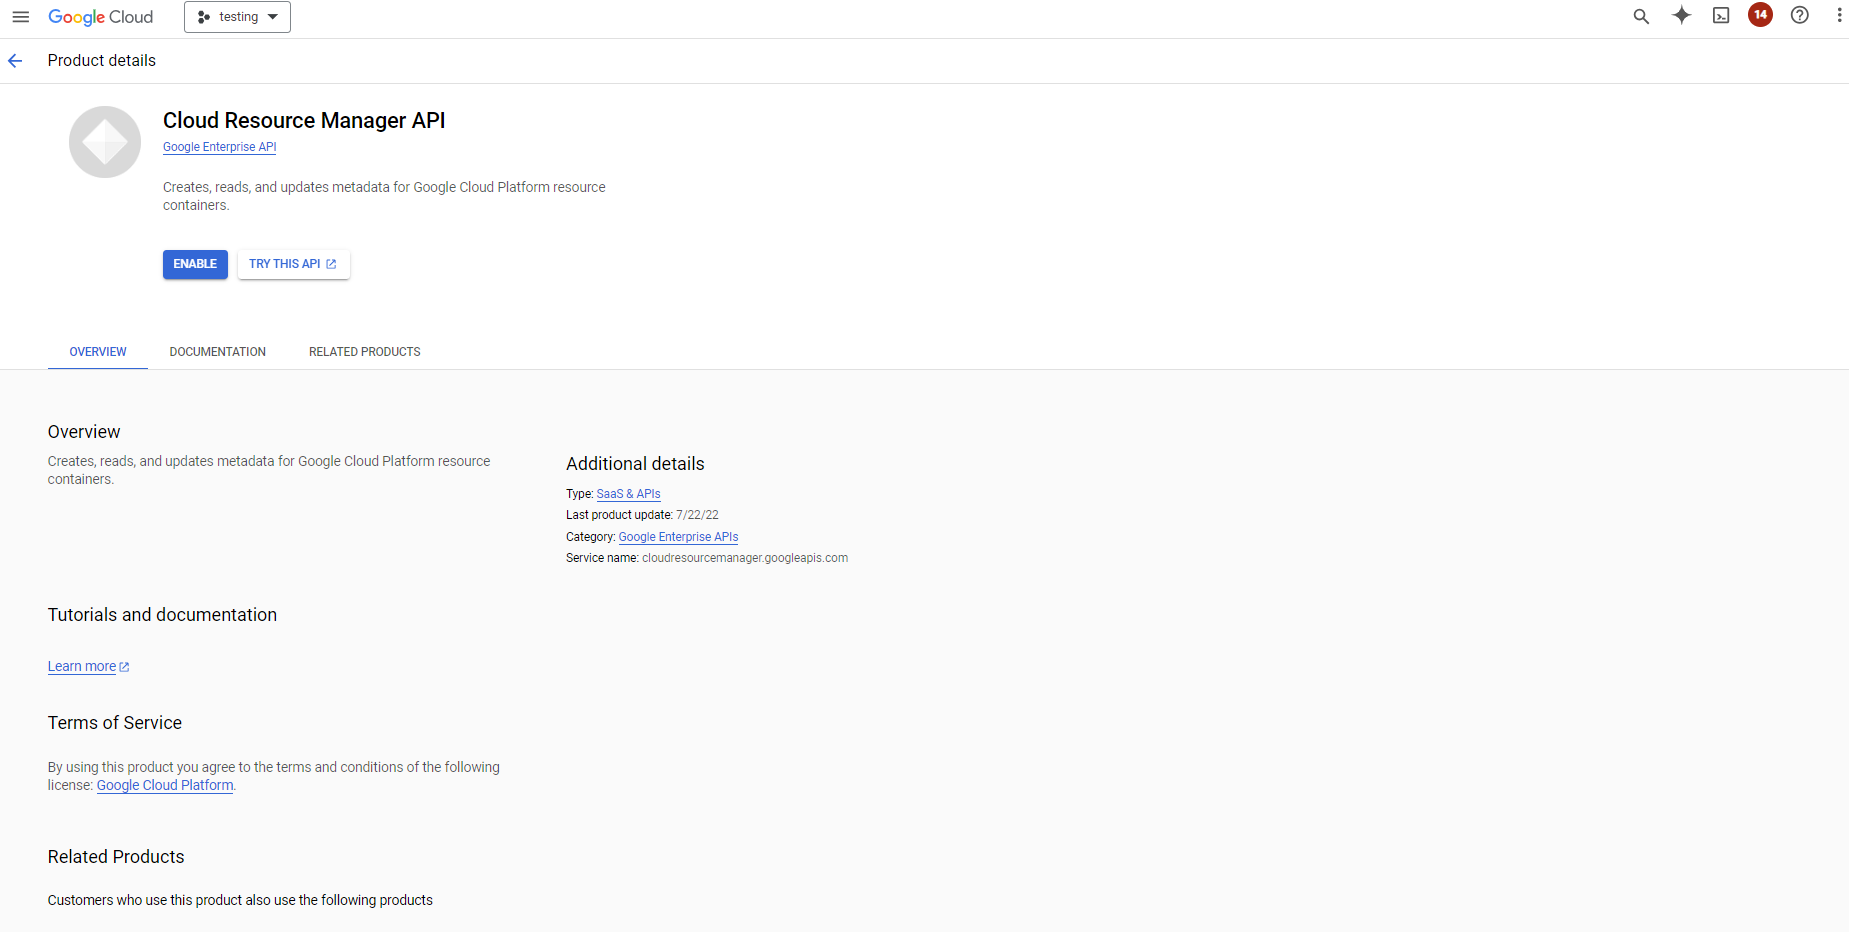 Google Cloud
testing
14
Product details
Cloud Resource Manager API
Google Enterprise API
Creates, reads, and updates metadata for Google Cloud Platform resource
containers.
ENABLE
TRY THIS API
OVERVIEW
DOCUMENTATION
RELATED PRODUCTS
Overview
Creates, reads, and updates metadata for Google Cloud Platform resource
containers.
Additional details
Type: SaaS & APIs
Last product update: 7/22/22
Category: Google Enterprise APIs
Service name: cloudresourcemanager.googleapis.com
Tutorials and documentation
Learn more
Terms of Service
By using this product you agree to the terms and conditions of the following
license: Google Cloud Platform.
Related Products
Customers who use this product also use the following products